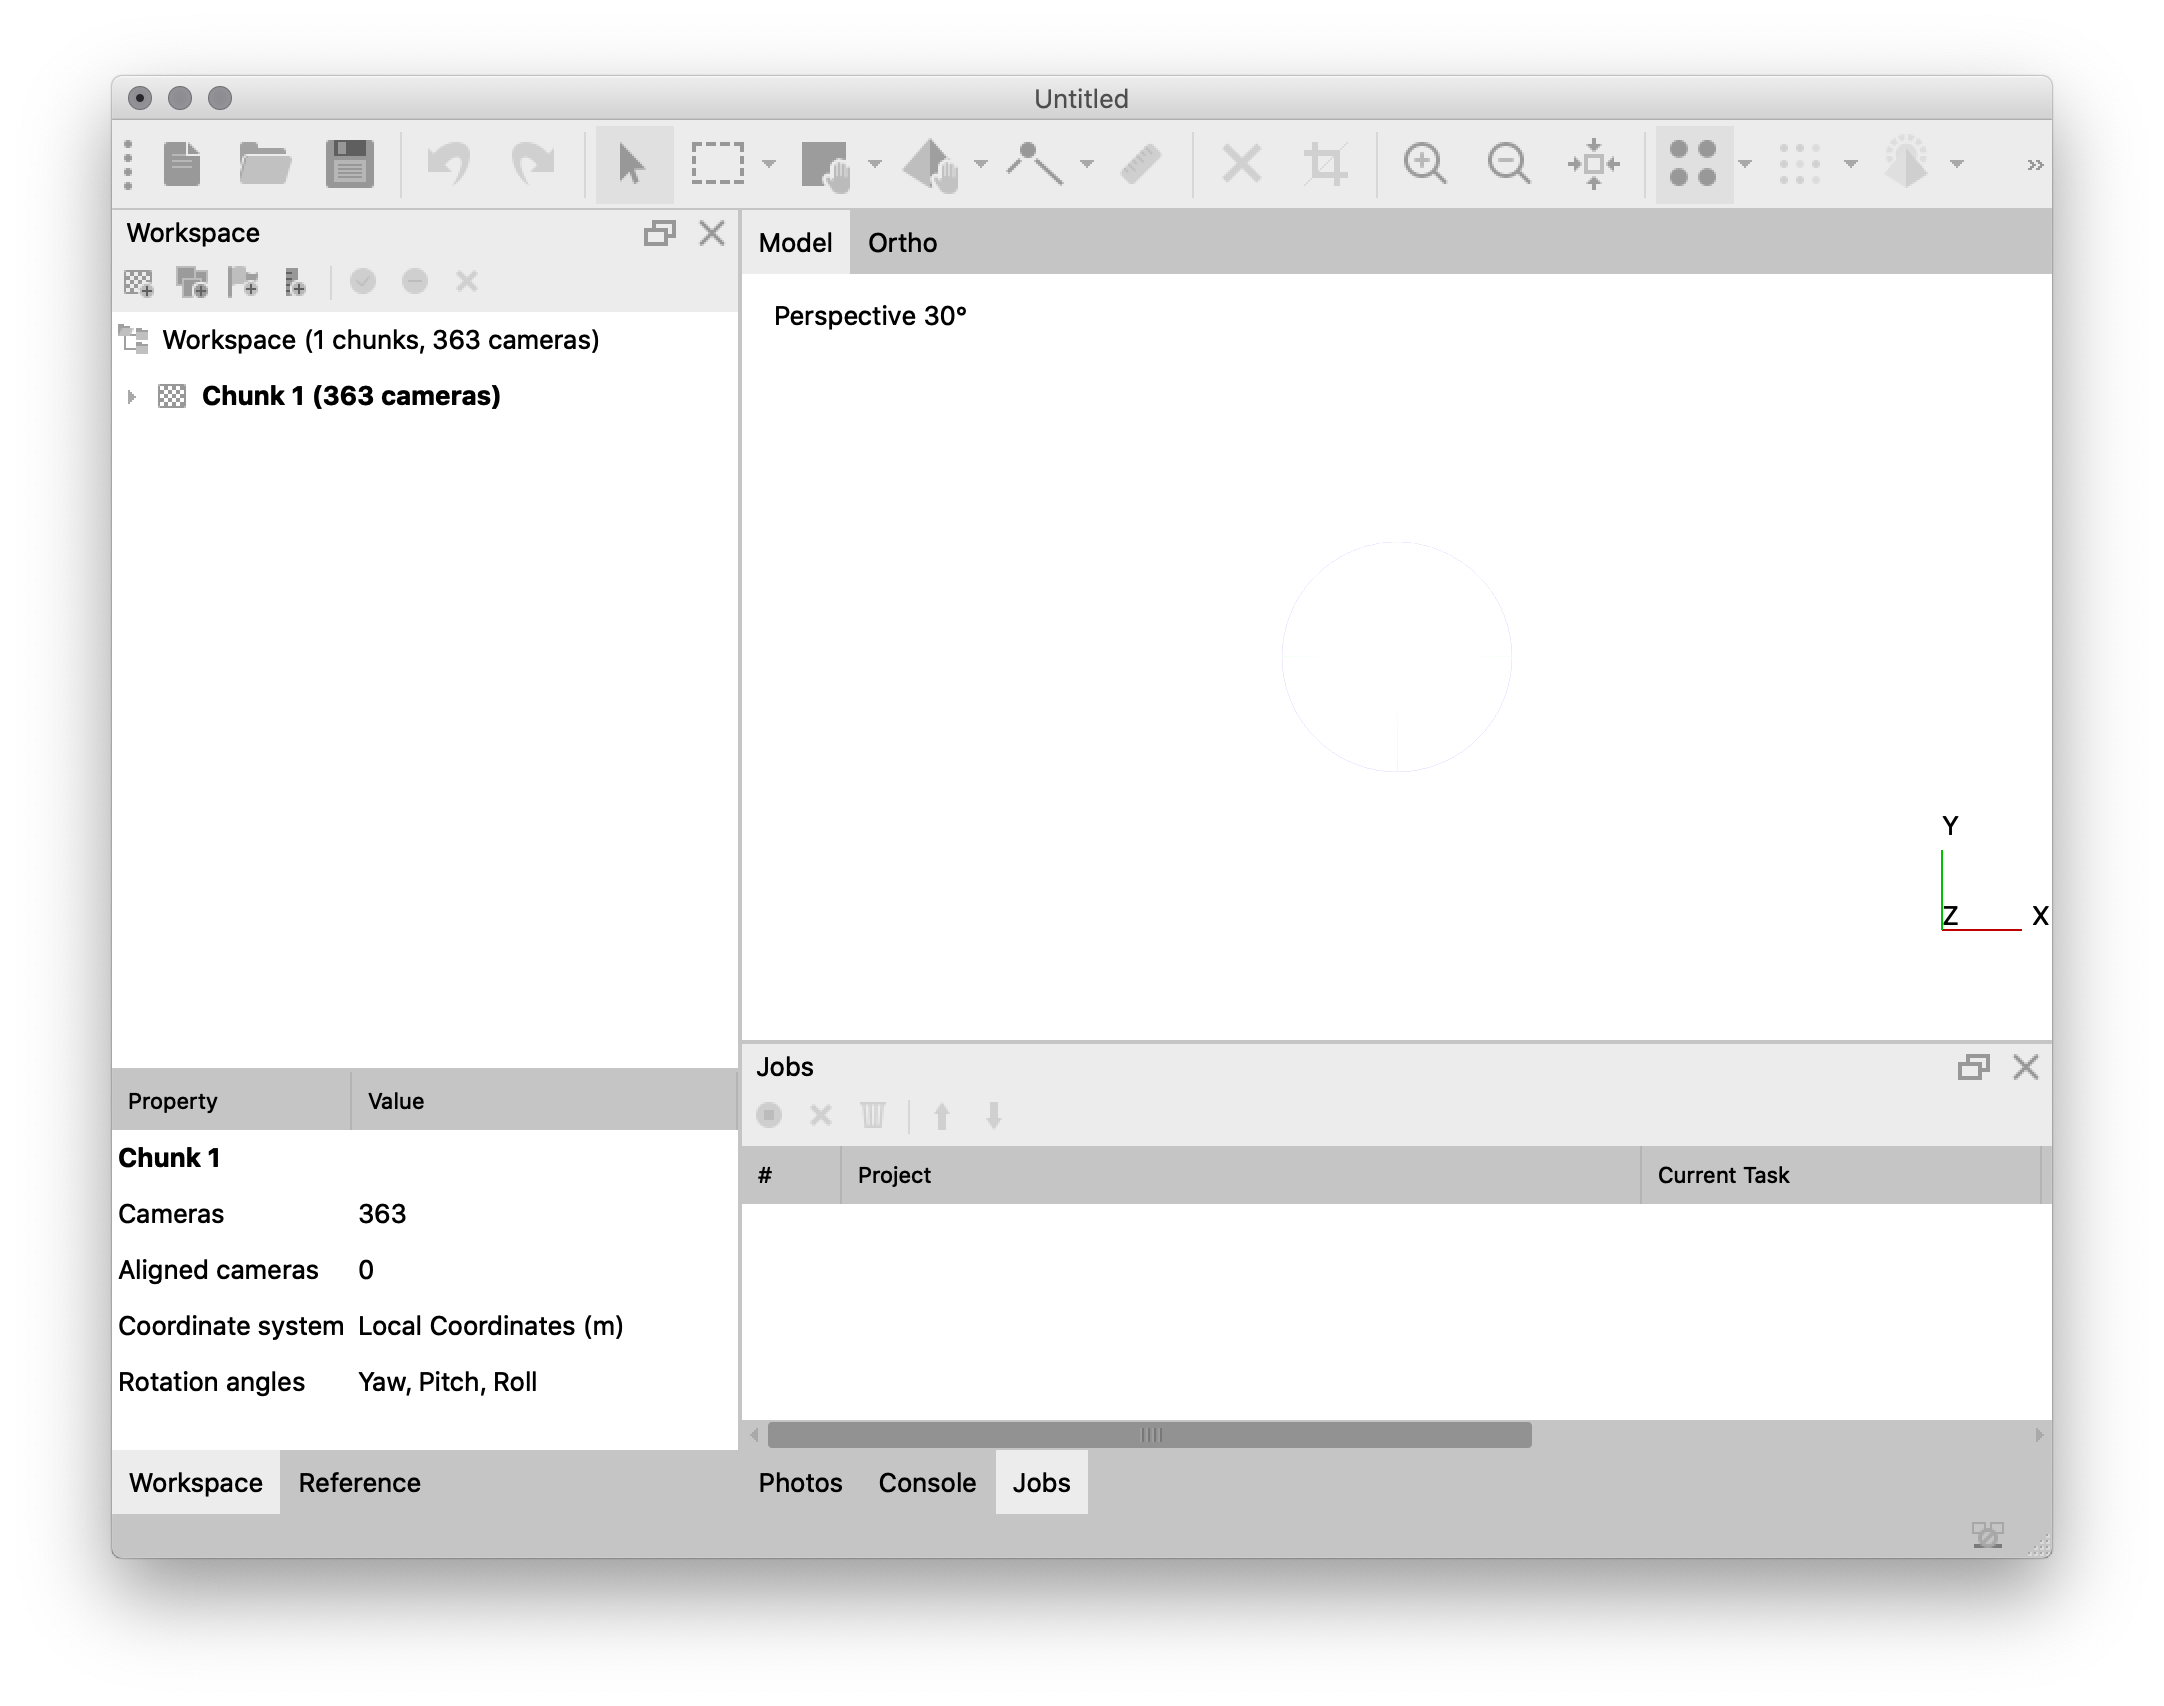 Untitled
Workspace
Workspace (1 chunks, 363 cameras)
Chunk 1 (363 cameras)
Property Value
Chunk 1
Cameras 363
Aligned cameras 0
Coordinate system Local Coordinates (m)
Rotation angles Yaw, Pitch, Roll
Workspace Reference
Model Ortho
Perspective 30°
Y
Z X
Jobs
# Project Current Task
Photos Console Jobs